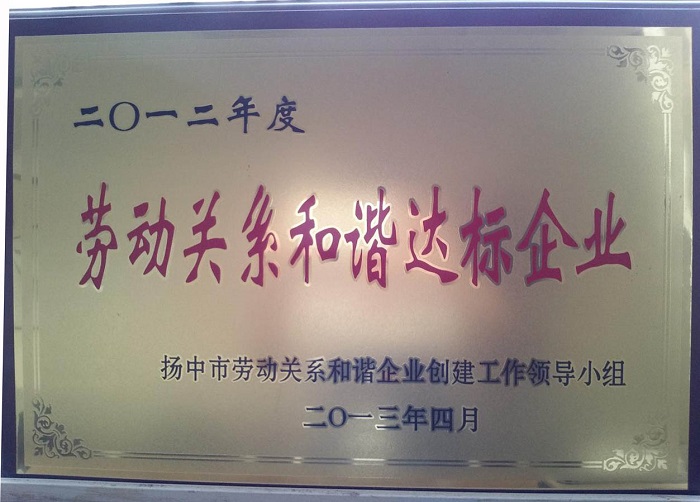 二〇一二年度
劳动关系和谐达标企业
扬中市劳动关系和谐企业创建工作领导小组
二〇一三年四月